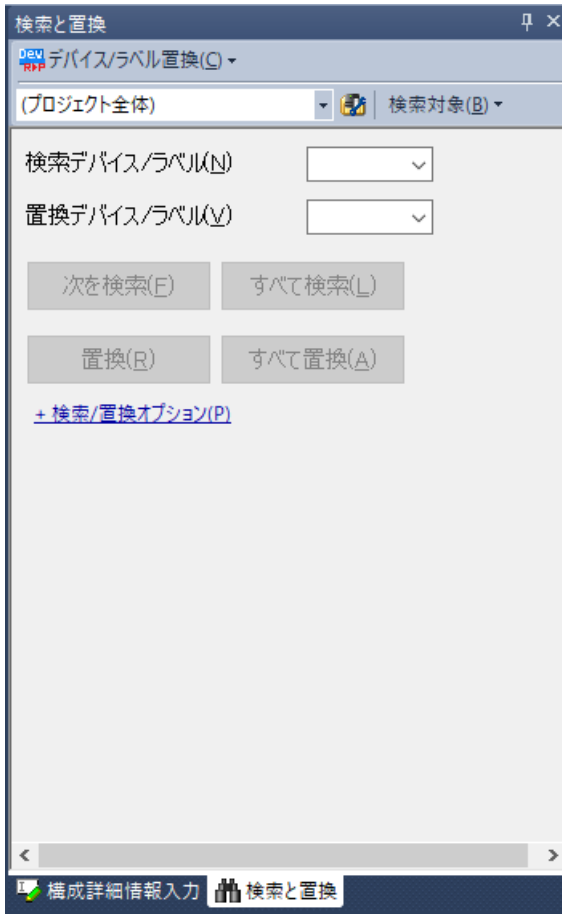 検索と置換
Dev
REP
デバイス/ラベル置換(C)
(プロジェクト全体) 検索対象(B)
検索デバイス/ラベル(N)
置換デバイス/ラベル(V)
次を検索(F) すべて検索(L)
置換(R) すべて置換(A)
+ 検索/置換オプション(P)
構成詳細情報入力 検索と置換